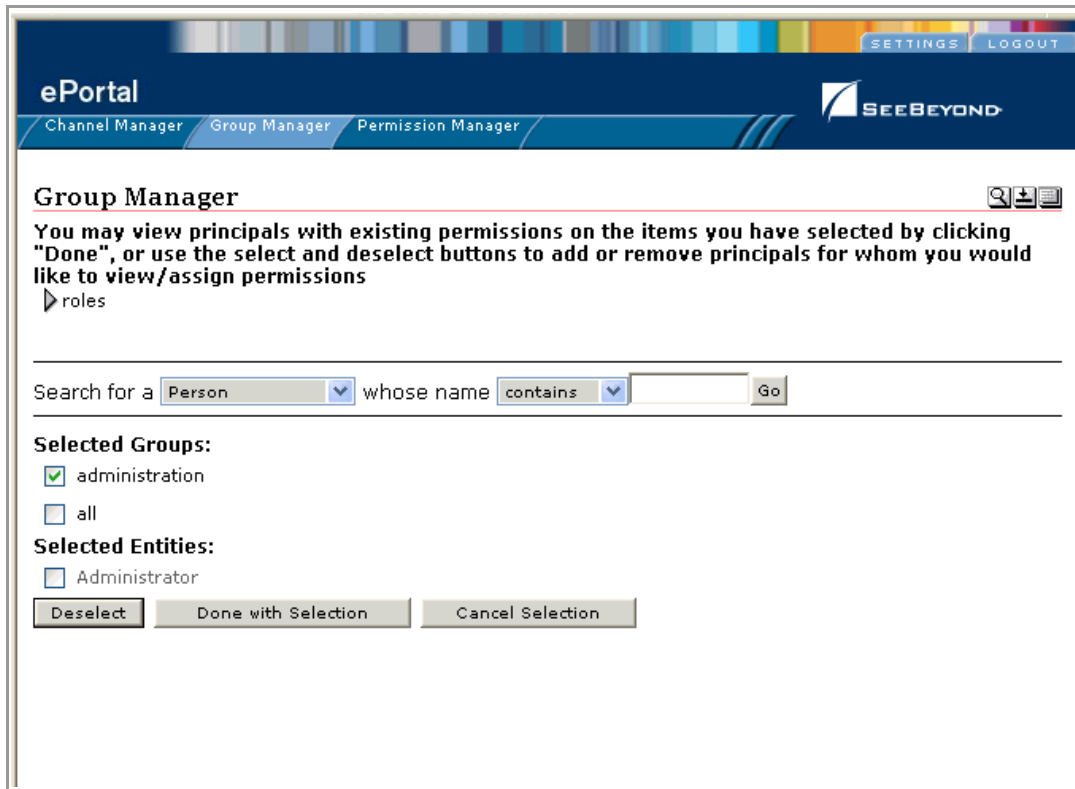 SETTINGS LOGOUT
ePortal
SEEBEYOND
Channel Manager Group Manager Permission Manager
Group Manager
You may view principals with existing permissions on the items you have selected by clicking
"Done", or use the select and deselect buttons to add or remove principals for whom you would
like to view/assign permissions
roles
Search for a Person whose name contains Go
Selected Groups:
administration
all
Selected Entities:
Administrator
Deselect Done with Selection Cancel Selection